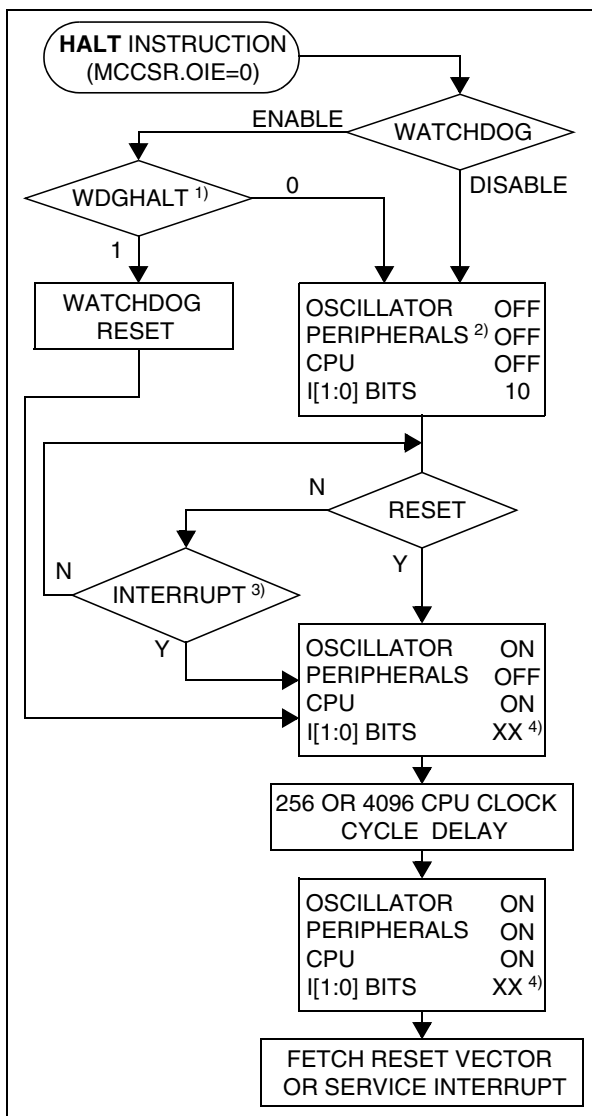 HALT INSTRUCTION
(MCCSR.OIE=0)
ENABLE
WATCHDOG
WDGHALT 1)
0
DISABLE
1
WATCHDOG
RESET
OSCILLATOR OFF
PERIPHERALS 2) OFF
CPU OFF
I[1:0] BITS 10
N
RESET
N
INTERRUPT 3)
Y
Y
OSCILLATOR ON
PERIPHERALS OFF
CPU ON
I[1:0] BITS XX 4)
256 OR 4096 CPU CLOCK
CYCLE DELAY
OSCILLATOR ON
PERIPHERALS ON
CPU ON
I[1:0] BITS XX 4)
FETCH RESET VECTOR
OR SERVICE INTERRUPT